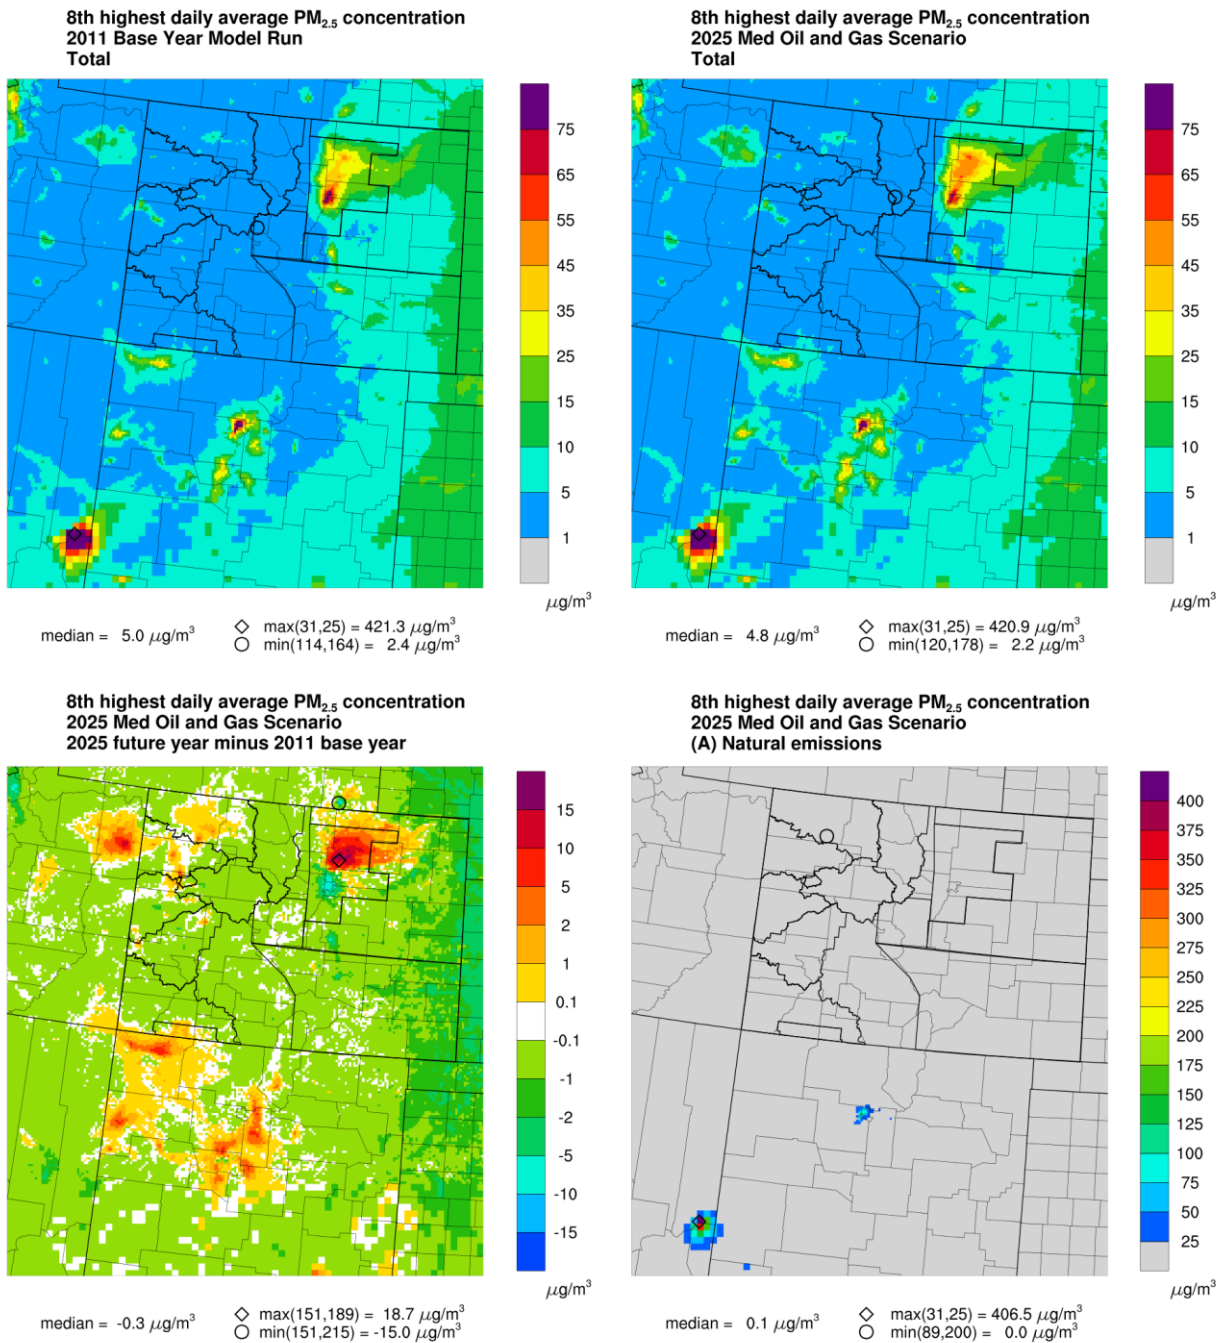 8th highest daily average PM2.5 concentration
2011 Base Year Model Run
Total
75
65
55
45
35
25
15
10
5
1
μg/m3
median = 5.0 μg/m3
max(31,25) = 421.3 μg/m3
min(114,164) = 2.4 μg/m3
8th highest daily average PM2.5 concentration
2025 Med Oil and Gas Scenario
Total
75
65
55
45
35
25
15
10
5
1
μg/m3
median = 4.8 μg/m3
max(31,25) = 420.9 μg/m3
min(120,178) = 2.2 μg/m3
8th highest daily average PM2.5 concentration
2025 Med Oil and Gas Scenario
2025 future year minus 2011 base year
15
10
5
2
1
0.1
-0.1
-1
-2
-5
-10
-15
μg/m3
median = -0.3 μg/m3
max(151,189) = 18.7 μg/m3
min(151,215) = -15.0 μg/m3
8th highest daily average PM2.5 concentration
2025 Med Oil and Gas Scenario
(A) Natural emissions
400
375
350
325
300
275
250
225
200
175
150
125
100
75
50
25
μg/m3
median = 0.1 μg/m3
max(31,25) = 406.5 μg/m3
min(89,200) = 0.0 μg/m3